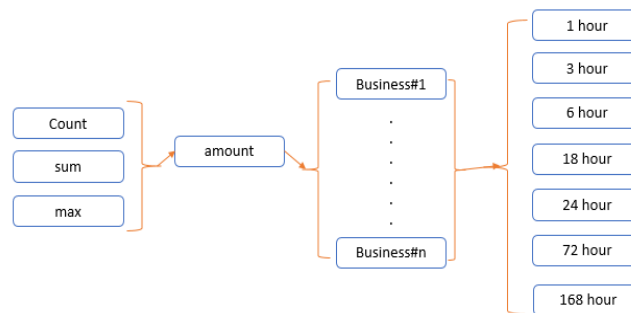 Count
sum
max
amount
Business#1
Business#n
1 hour
3 hour
6 hour
18 hour
24 hour
72 hour
168 hour